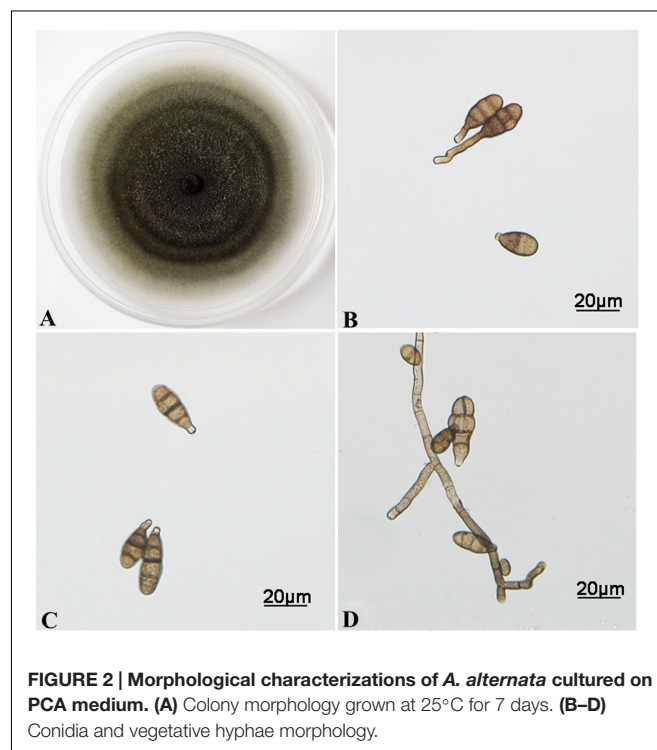 A
B
20µm
C
20µm
D
20µm
FIGURE 2 | Morphological characterizations of A. alternata cultured on
PCA medium. (A) Colony morphology grown at 25°C for 7 days. (B–D)
Conidia and vegetative hyphae morphology.